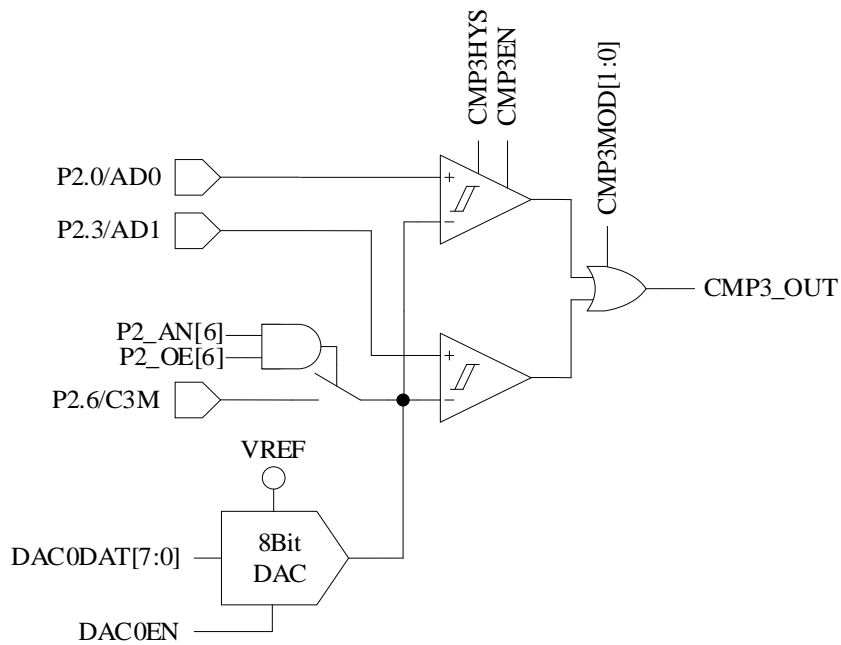 CMP3HYS
CMP3EN
CMP3MOD[1:0]
P2.0/AD0
+
−
P2.3/AD1
CMP3_OUT
P2_AN[6]
P2_OE[6]
+
P2.6/C3M
−
VREF
DAC0DAT[7:0]
8Bit
DAC
DAC0EN